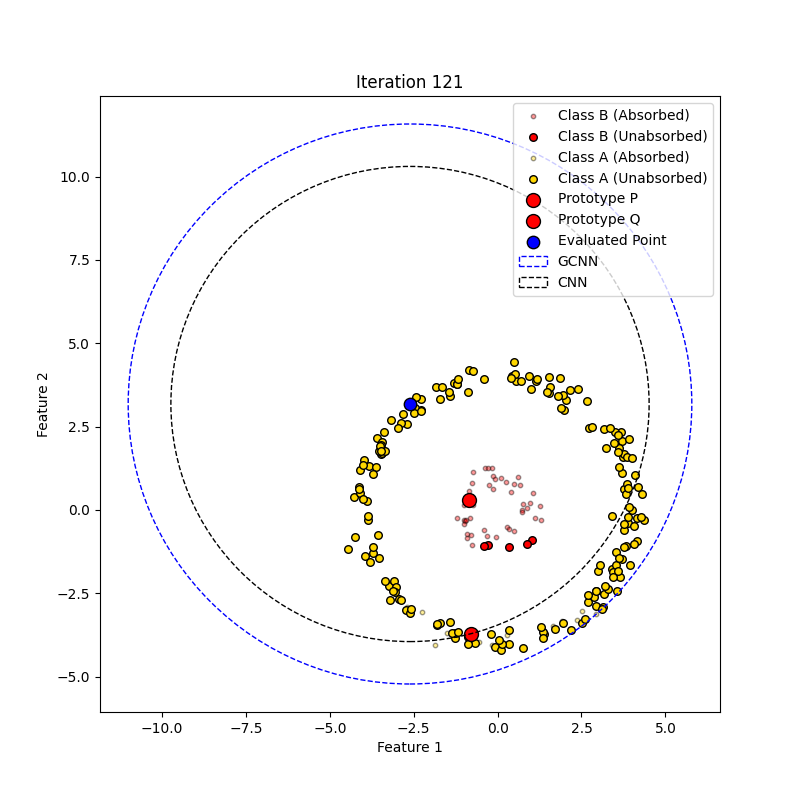 Iteration 121
Class B (Absorbed)
Class B (Unabsorbed)
Class A (Absorbed)
Class A (Unabsorbed)
Prototype P
Prototype Q
Evaluated Point
GCNN
CNN
10.0
7.5
5.0
2.5
0.0
−2.5
−5.0
Feature 2
−10.0 −7.5 −5.0 −2.5 0.0 2.5 5.0
Feature 1